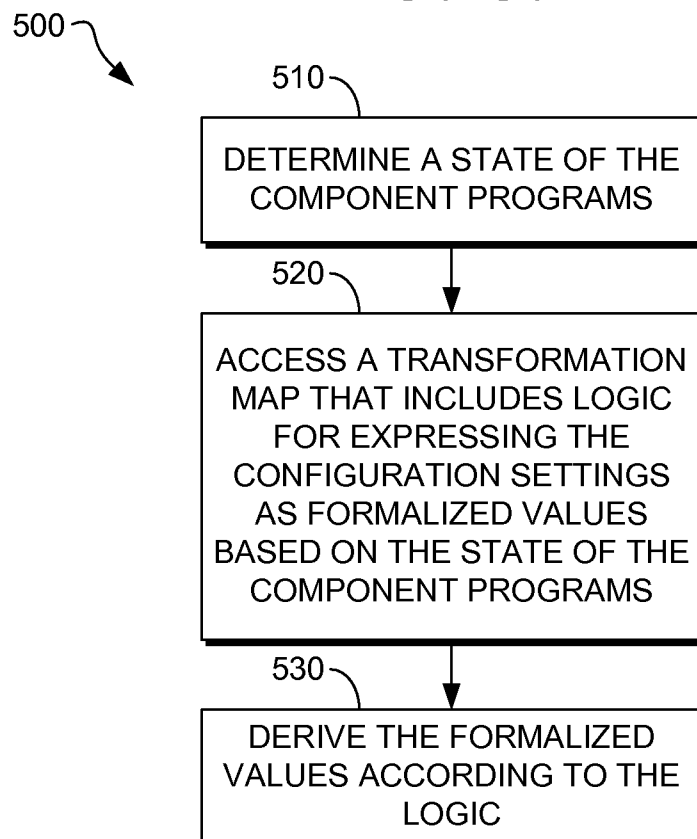 500
510
DETERMINE A STATE OF THE
COMPONENT PROGRAMS
520
ACCESS A TRANSFORMATION
MAP THAT INCLUDES LOGIC
FOR EXPRESSING THE
CONFIGURATION SETTINGS
AS FORMALIZED VALUES
BASED ON THE STATE OF THE
COMPONENT PROGRAMS
530
DERIVE THE FORMALIZED
VALUES ACCORDING TO THE
LOGIC